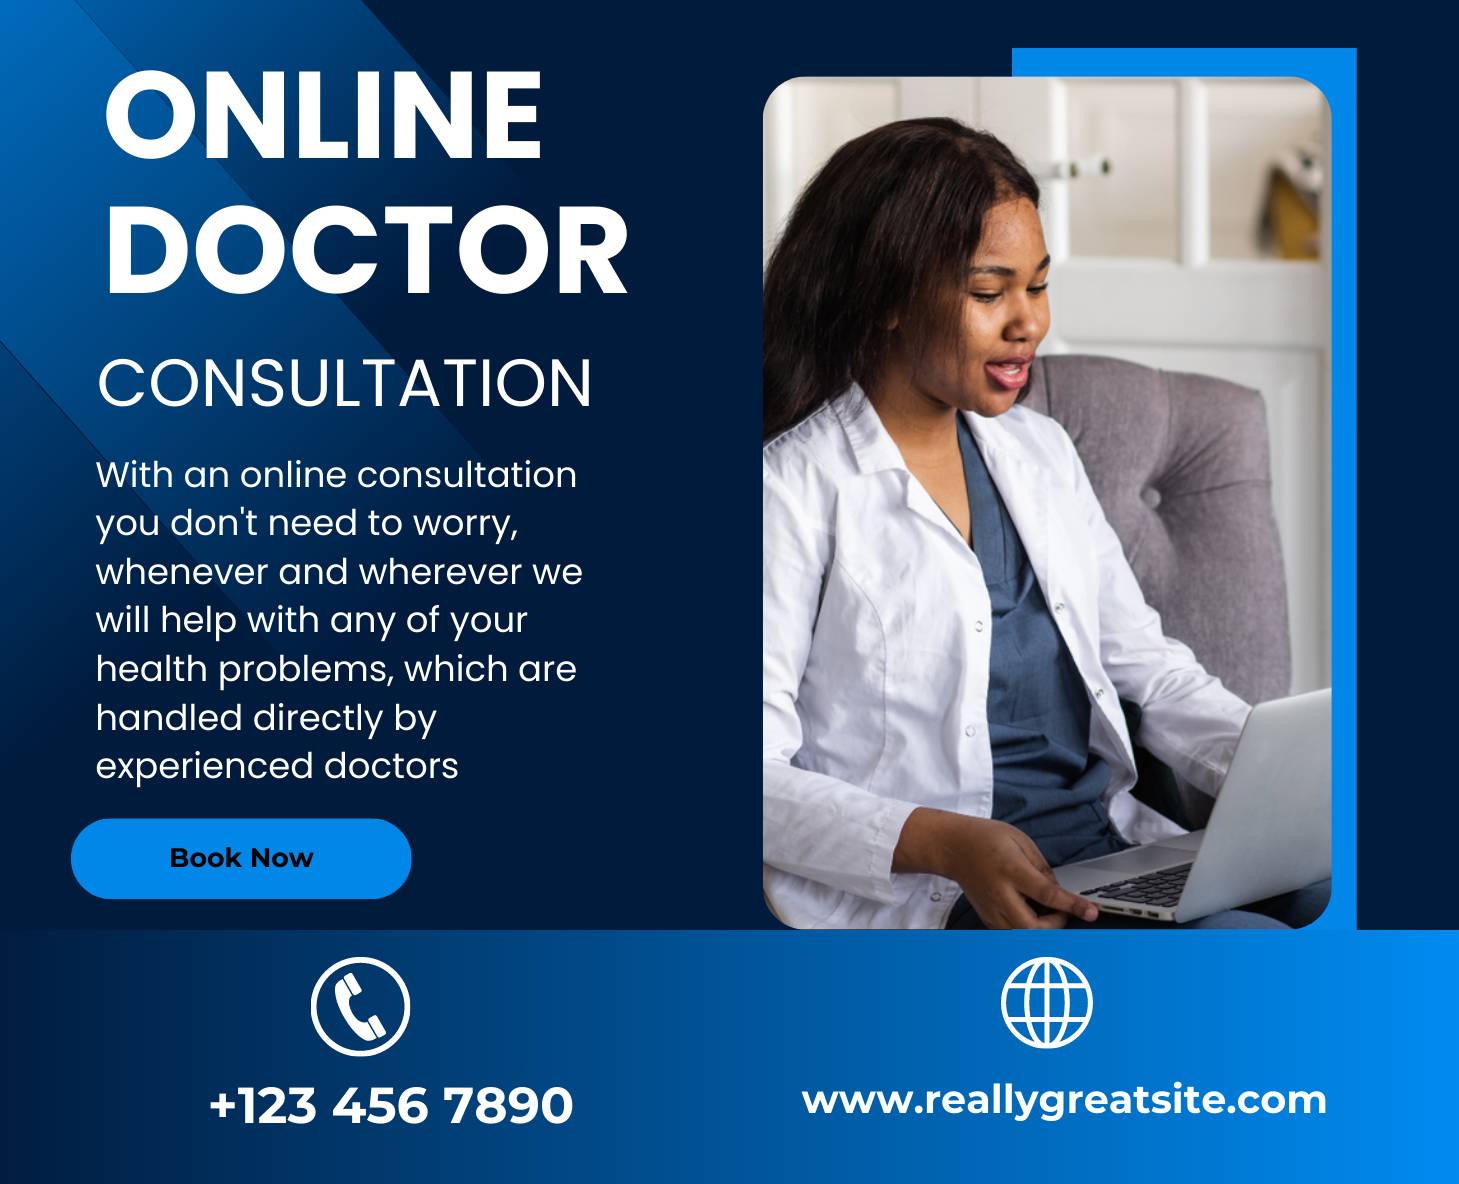 ONLINE
DOCTOR
CONSULTATION
With an online consultation
you don't need to worry,
whenever and wherever we
will help with any of your
health problems, which are
handled directly by
experienced doctors
Book Now
+123 456 7890
www.reallygreatsite.com